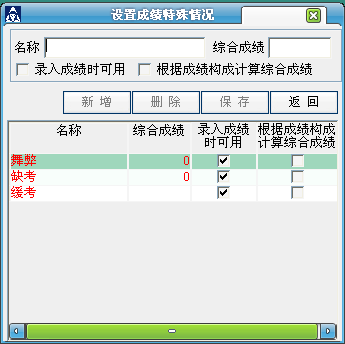 设置成绩特殊情况
名称 综合成绩
录入成绩时可用 根据成绩构成计算综合成绩
新 增 删 除 保 存 返 回
名称 综合成绩 录入成绩时可用 根据成绩构成计算综合成绩
舞弊 0
缺考 0
缓考